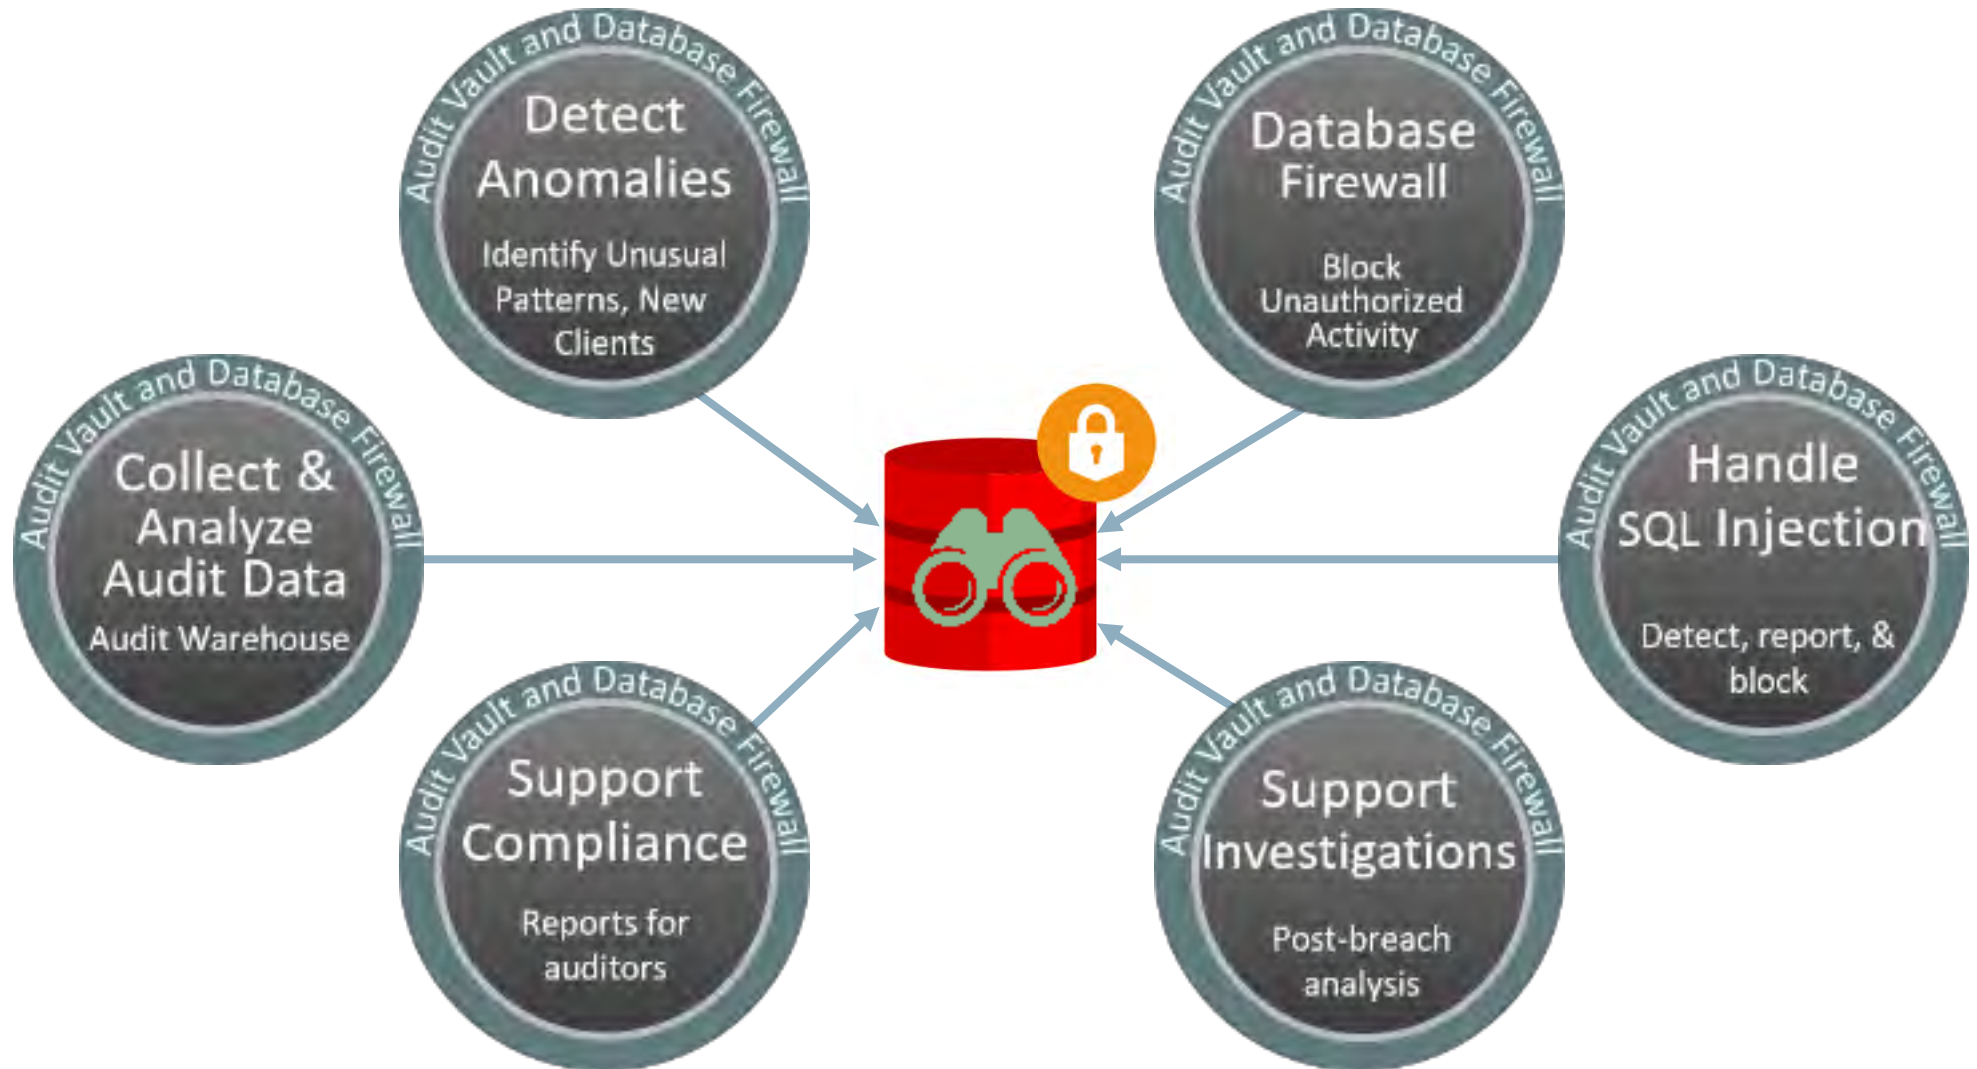 Audit Vault and Database Firewall
Detect
Anomalies
Identify Unusual
Patterns, New
Clients
Audit Vault and Database Firewall
Database
Firewall
Block
Unauthorized
Activity
Audit Vault and Database Firewall
Collect &
Analyze
Audit Data
Audit Warehouse
Audit Vault and Database Firewall
Handle
SQL Injection
Detect, report, &
block
Audit Vault and Database Firewall
Support
Compliance
Reports for
auditors
Audit Vault and Database Firewall
Support
Investigations
Post-breach
analysis